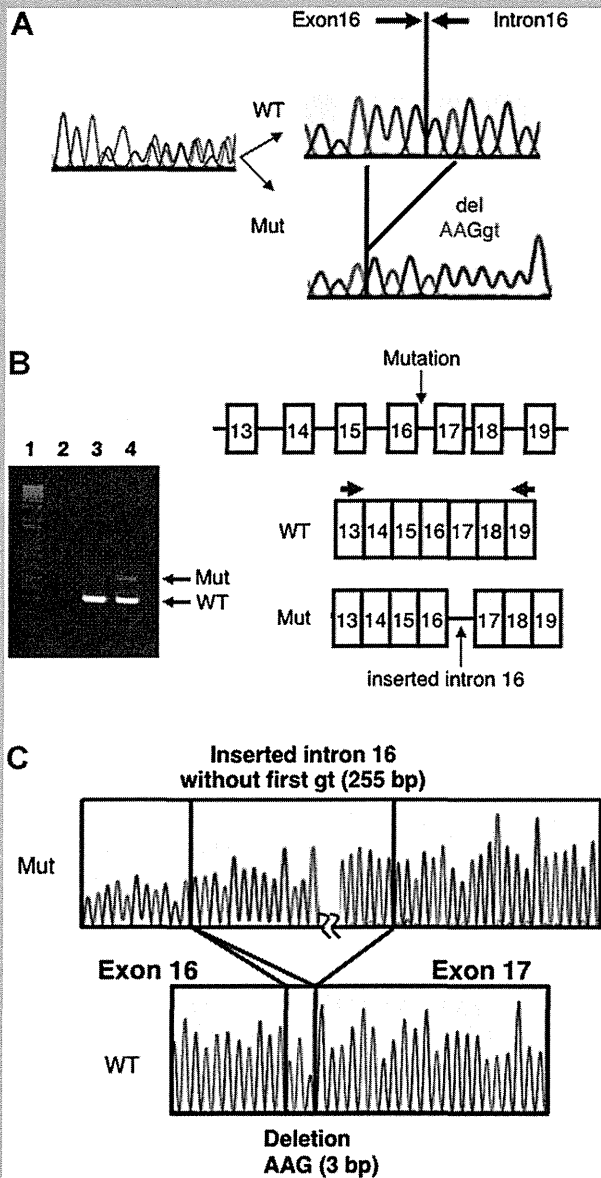 A
Exon16
Intron16
WT
Mut
del
AAGgt
B
Mutation
13 14 15 16 17 18 19
1 2 3 4
Mut
WT
WT
13 14 15 16 17 18 19
Mut
13 14 15 16 17 18 19
inserted intron 16
C
Inserted intron 16
without first gt (255 bp)
Mut
Exon 16
Exon 17
WT
Deletion
AAG (3 bp)